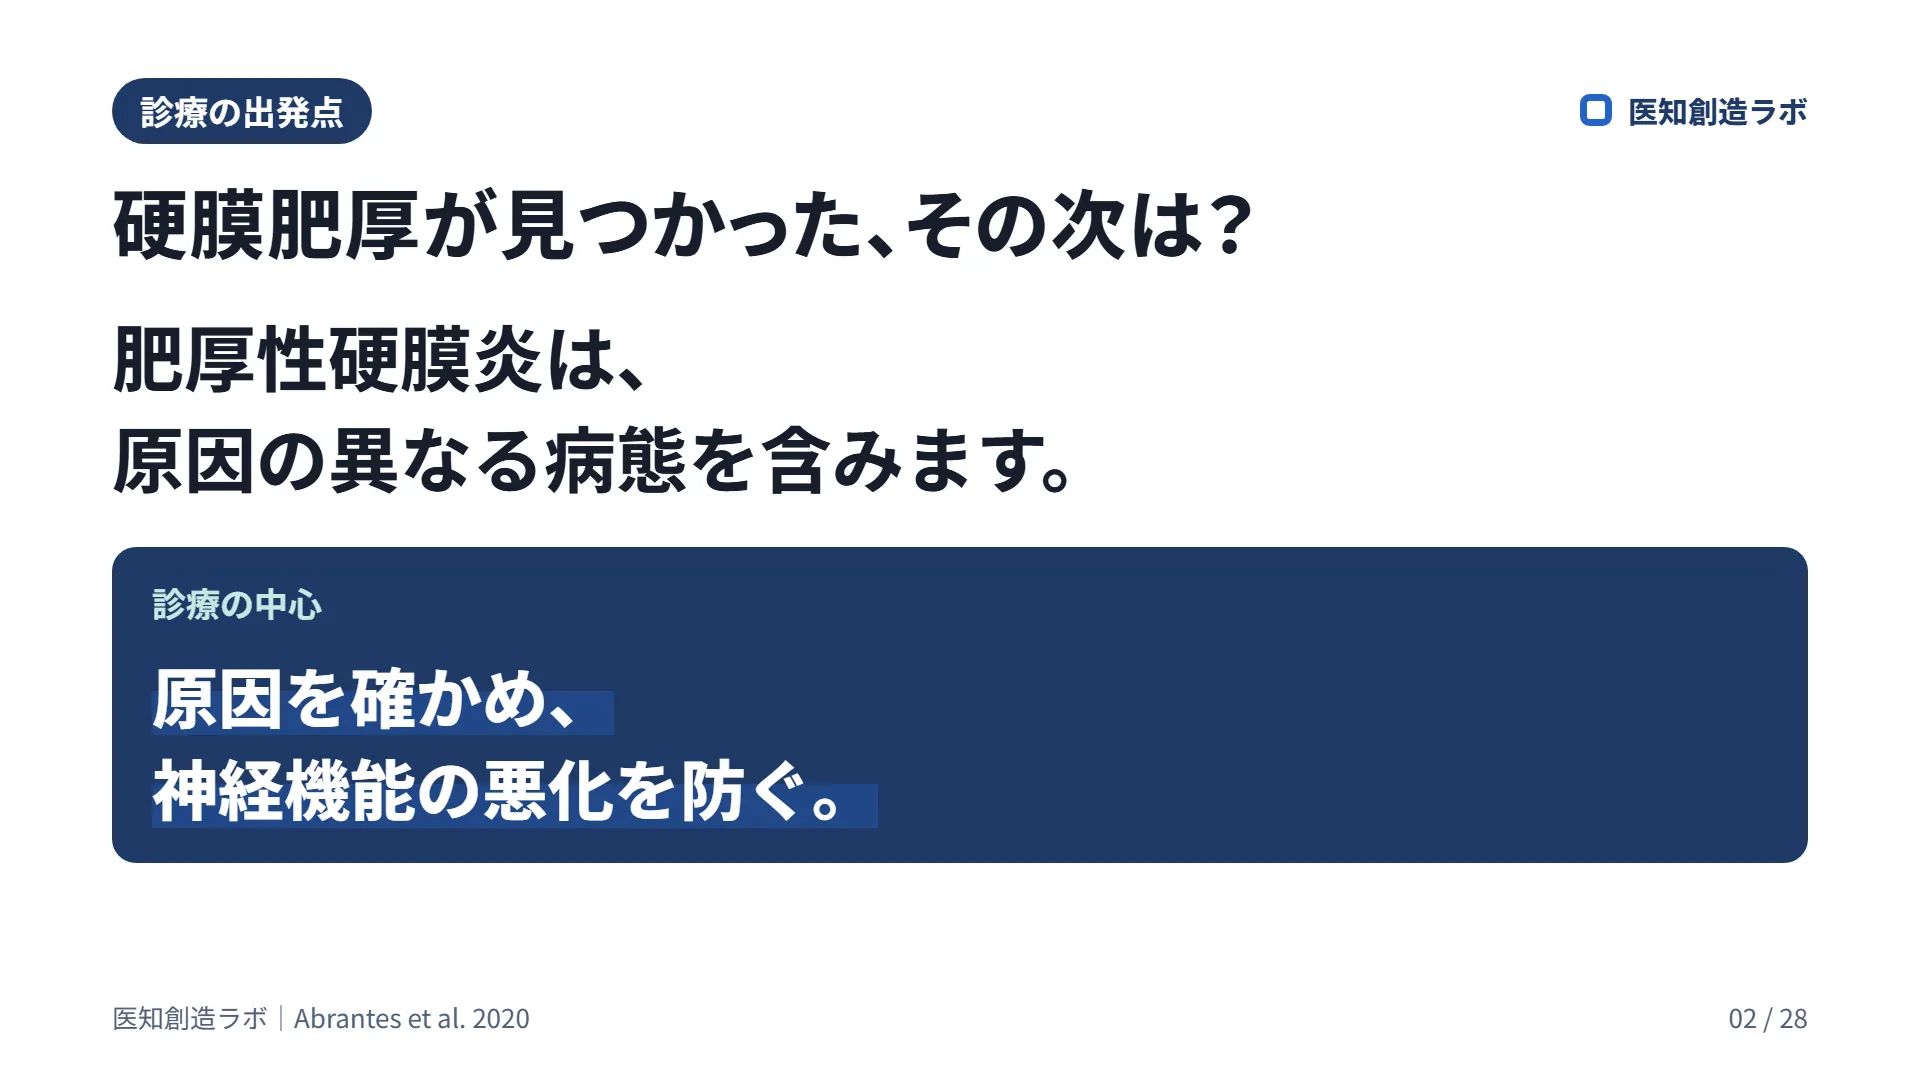 診療の出発点
医知創造ラボ
硬膜肥厚が見つかった、その次は？
肥厚性硬膜炎は、
原因の異なる病態を含みます。
診療の中心
原因を確かめ、
神経機能の悪化を防ぐ。
医知創造ラボ｜Abrantes et al. 2020
02 / 28